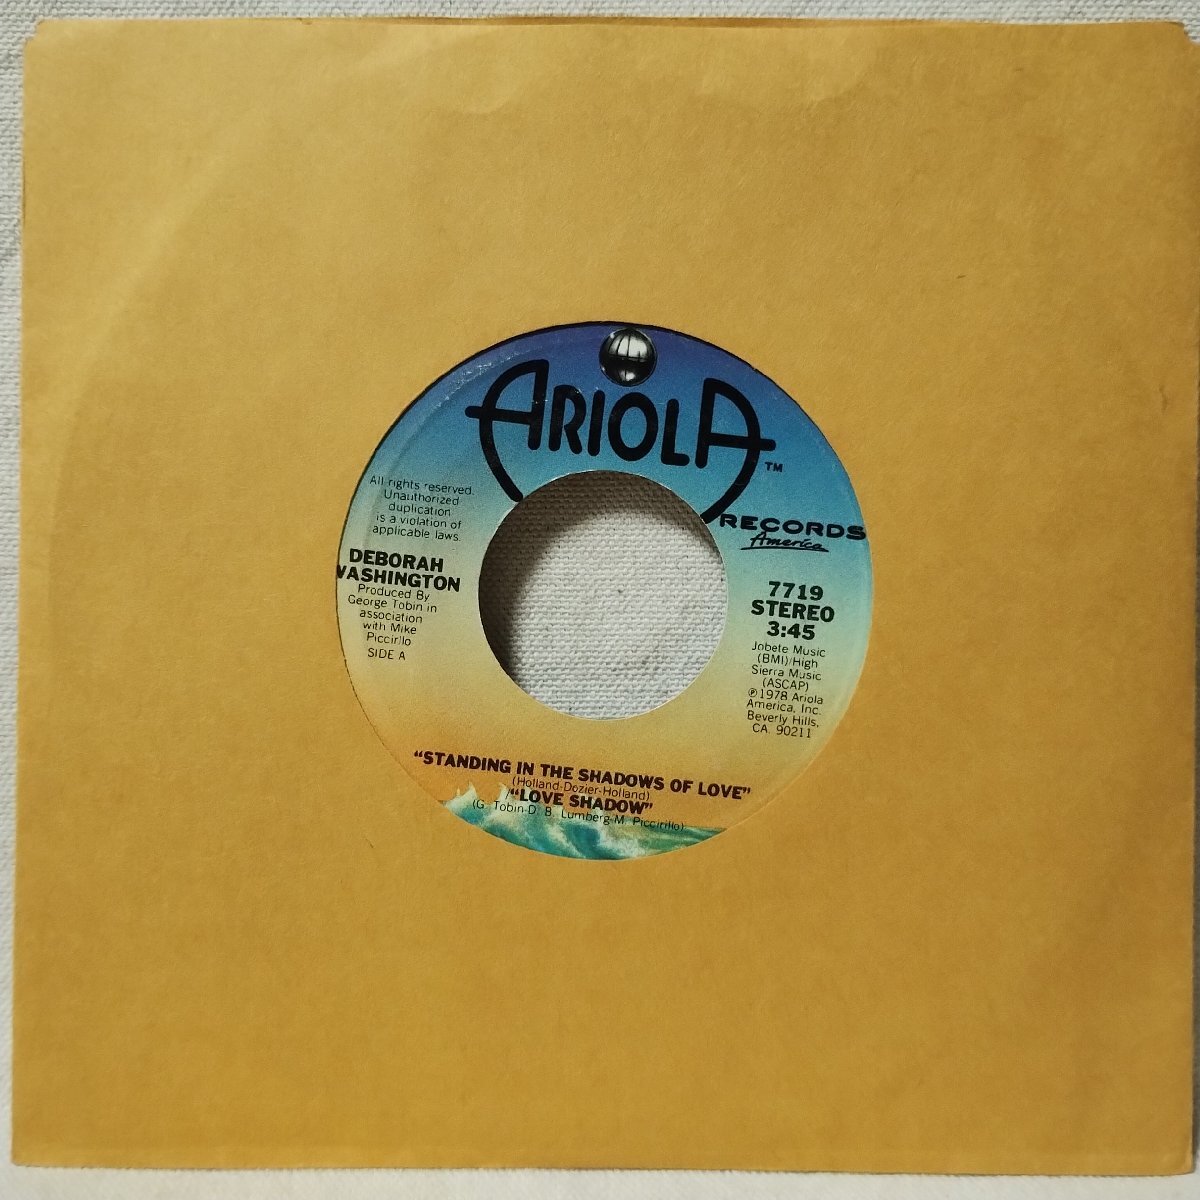 ARIOLA™
RECORDS
America
All rights reserved.
Unauthorized
duplication
is a violation of
applicable laws.
DEBORAH
WASHINGTON
Produced By
George Tobin in
association
with Mike
Piccirillo
SIDE A
7719
STEREO
3:45
Jobete Music
(BMI)/High
Sierra Music
(ASCAP)
℗1978 Ariola
America, Inc.
Beverly Hills,
CA. 90211
"STANDING IN THE SHADOWS OF LOVE"
(Holland-Dozier-Holland)
/"LOVE SHADOW"
(G. Tobin-D. B. Lumberg-M. Piccirillo)